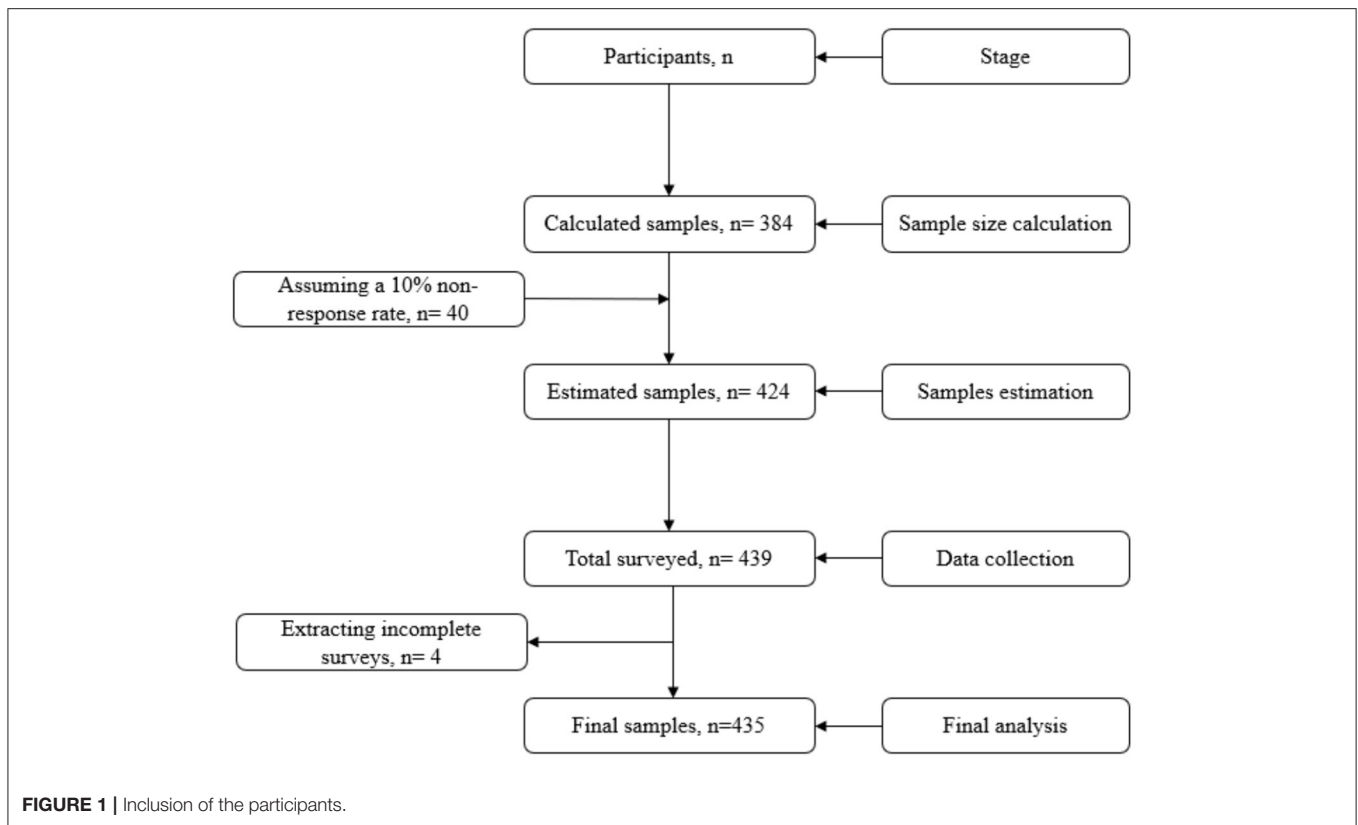 Participants, n
Stage
Calculated samples, n= 384
Sample size calculation
Assuming a 10% non-
response rate, n= 40
Estimated samples, n= 424
Samples estimation
Total surveyed, n= 439
Data collection
Extracting incomplete
surveys, n= 4
Final samples, n=435
Final analysis
FIGURE 1 | Inclusion of the participants.